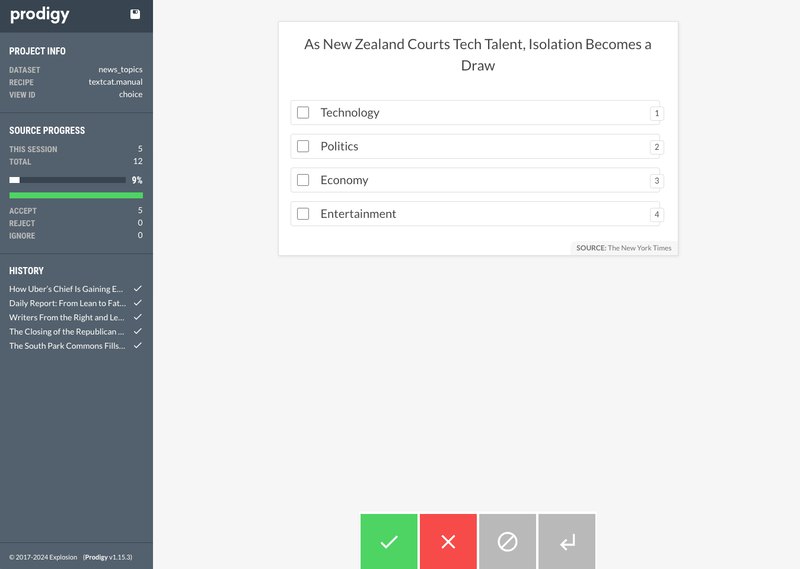 prodigy
PROJECT INFO
DATASET news_topics
RECIPE textcat.manual
VIEW ID choice
SOURCE PROGRESS
THIS SESSION 5
TOTAL 12
9%
ACCEPT 5
REJECT 0
IGNORE 0
HISTORY
How Uber's Chief Is Gaining E...
Daily Report: From Lean to Fat...
Writers From the Right and Le...
The Closing of the Republican ...
The South Park Commons Fills...
© 2017-2024 Explosion (Prodigy v1.15.3)
As New Zealand Courts Tech Talent, Isolation Becomes a
Draw
Technology 1
Politics 2
Economy 3
Entertainment 4
SOURCE: The New York Times